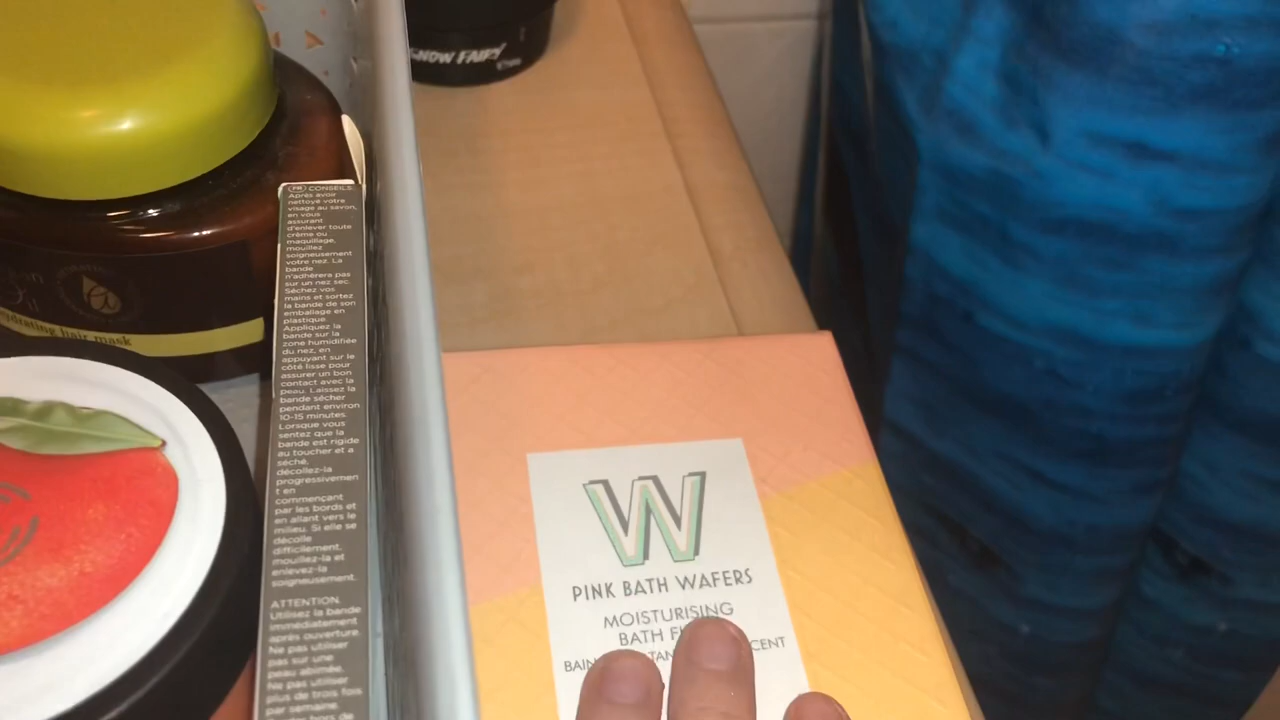 SNOW FAIRY
hydrating hair mask
FR CONSEILS:
Après avoir
nettoyé votre
visage au savon,
en vous
assurant
d'enlever toute
crème ou
maquillage,
mouillez
soigneusement
votre nez. La
bande
n'adhèrera pas
sur un nez sec.
Séchez vos
mains et sortez
la bande de son
emballage en
plastique.
Appliquez la
bande sur la
zone humidifiée
du nez, en
appuyant sur le
côté lisse pour
assurer un bon
contact avec la
peau. Laissez la
bande sécher
pendant environ
10-15 minutes.
Lorsque vous
sentez que la
bande est rigide
au toucher et a
séché,
décollez-la
progressivemen
t en
commençant
par les bords et
en allant vers le
milieu. Si elle se
décolle
difficilement,
mouillez-la et
enlevez-la
soigneusement.
ATTENTION.
Utilisez la bande
immédiatement
après ouverture.
Ne pas utiliser
pas sur une
peau abîmée.
Ne pas utiliser
plus de trois fois
par semaine.
W
PINK BATH WAFERS
MOISTURISING
BATH
BAIN